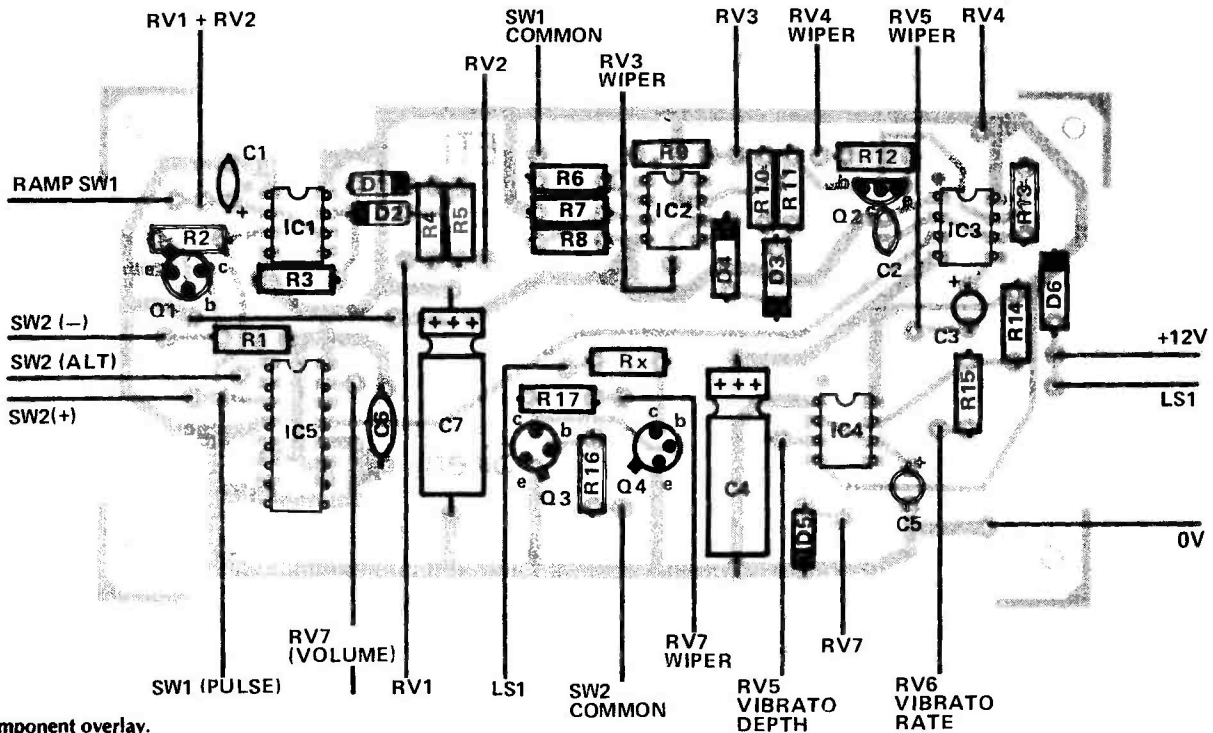 RV1 + RV2
SW1
COMMON
RV3
RV4
WIPER
RV5
WIPER
RV4
RV2
RV3
WIPER
C1
RAMP SW1
R2
IC1
D1
D2
R4
R5
R6
R7
R8
R9
IC2
R10
R11
R12
b
Q2
e
C2
IC3
R13
D4
D3
D6
e
c
b
Q1
+
R3
SW2 (—)
R1
+++
C3
+
R14
+12V
SW2 (ALT)
Rx
LS1
SW2(+)
IC5
C6
C7
R17
c
b
e
Q3
R16
c
b
e
Q4
+++
C4
IC4
R15
+
C5
D5
0V
SW1 (PULSE)
RV7
(VOLUME)
RV1
LS1
SW2
COMMON
RV7
WIPER
RV5
VIBRATO
DEPTH
RV7
RV6
VIBRATO
RATE
mponent overlay.